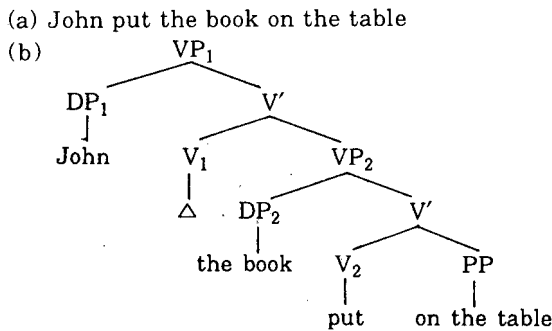 (a) John put the book on the table
(b)
VP₁
DP₁ V′
John V₁ VP₂
△ DP₂ V′
the book V₂ PP
put on the table